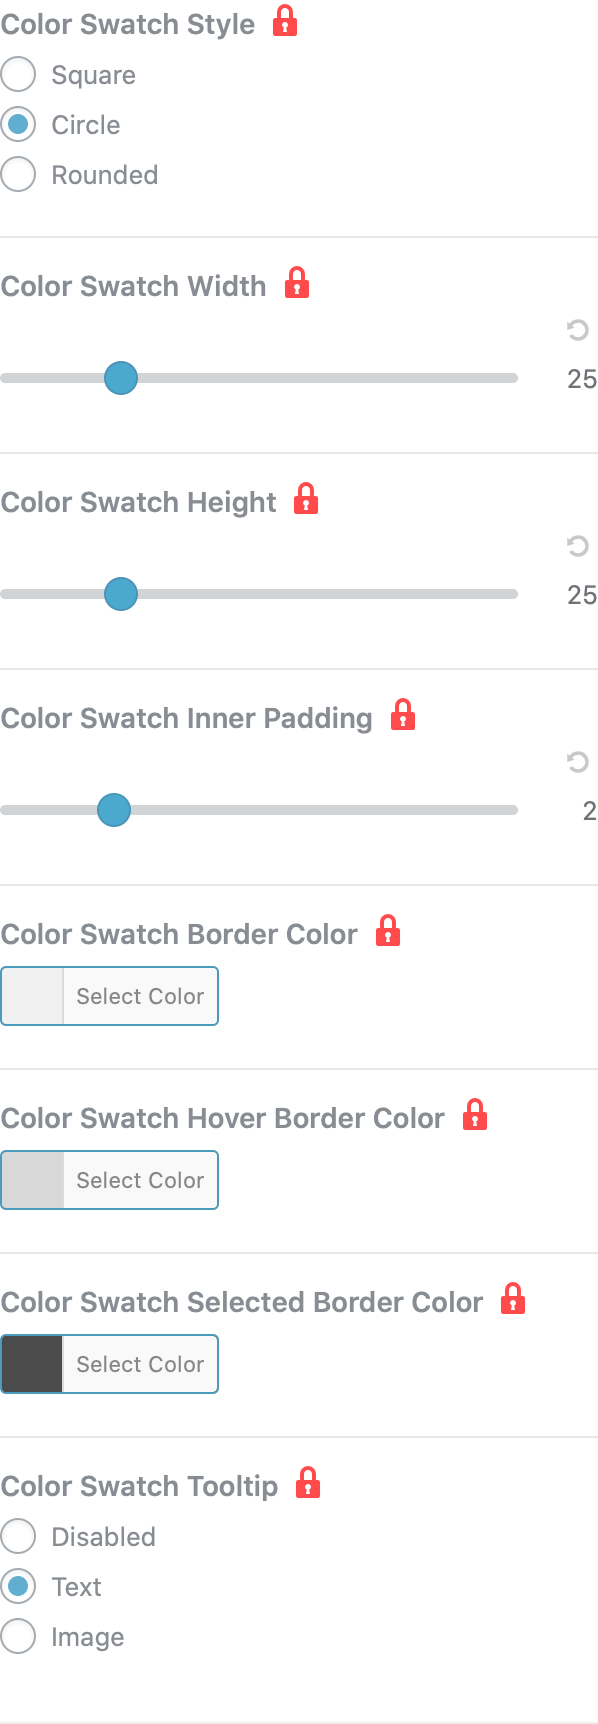 Color Swatch Style
Square
Circle
Rounded
Color Swatch Width
25
Color Swatch Height
25
Color Swatch Inner Padding
2
Color Swatch Border Color
Select Color
Color Swatch Hover Border Color
Select Color
Color Swatch Selected Border Color
Select Color
Color Swatch Tooltip
Disabled
Text
Image